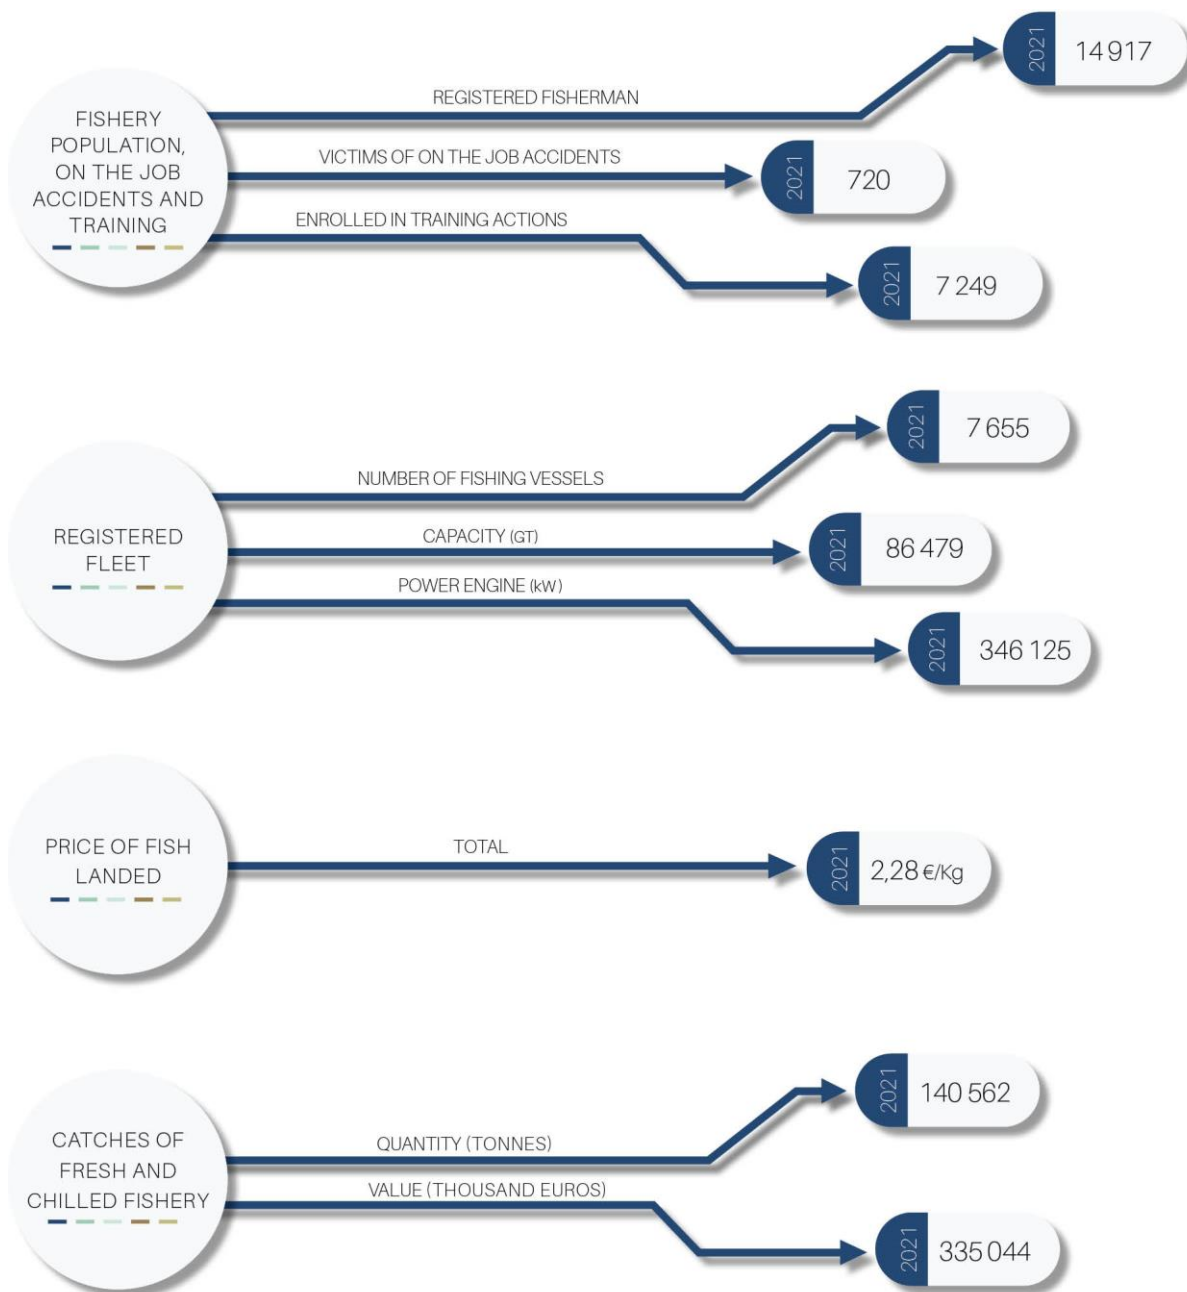 FISHERY
POPULATION,
ON THE JOB
ACCIDENTS AND
TRAINING
REGISTERED FISHERMAN
2021
14 917
VICTIMS OF ON THE JOB ACCIDENTS
2021
720
ENROLLED IN TRAINING ACTIONS
2021
7 249
REGISTERED
FLEET
NUMBER OF FISHING VESSELS
2021
7 655
CAPACITY (GT)
2021
86 479
POWER ENGINE (kW)
2021
346 125
PRICE OF FISH
LANDED
TOTAL
2021
2,28 €/Kg
CATCHES OF
FRESH AND
CHILLED FISHERY
QUANTITY (TONNES)
2021
140 562
VALUE (THOUSAND EUROS)
2021
335 044